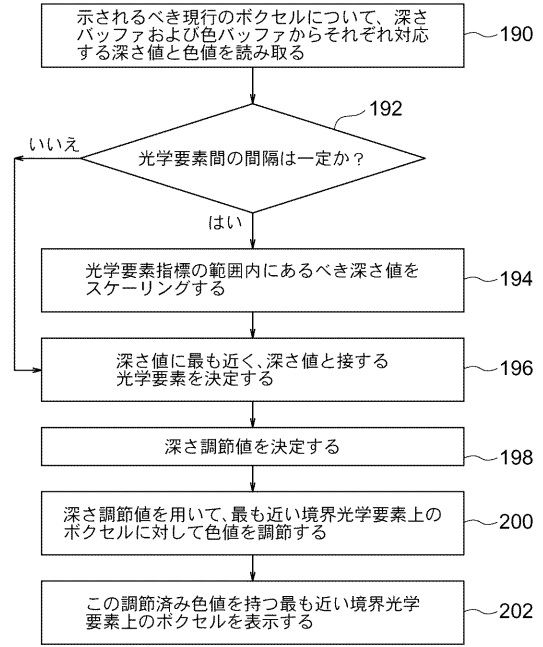 示されるべき現行のボクセルについて、深さ
バッファおよび色バッファからそれぞれ対応
する深さ値と色値を読み取る
190
192
いいえ
光学要素間の間隔は一定か？
はい
光学要素指標の範囲内にあるべき深さ値を
スケーリングする
194
深さ値に最も近く、深さ値と接する
光学要素を決定する
196
深さ調節値を決定する
198
深さ調節値を用いて、最も近い境界光学要素上の
ボクセルに対して色値を調節する
200
この調節済み色値を持つ最も近い境界光学
要素上のボクセルを表示する
202